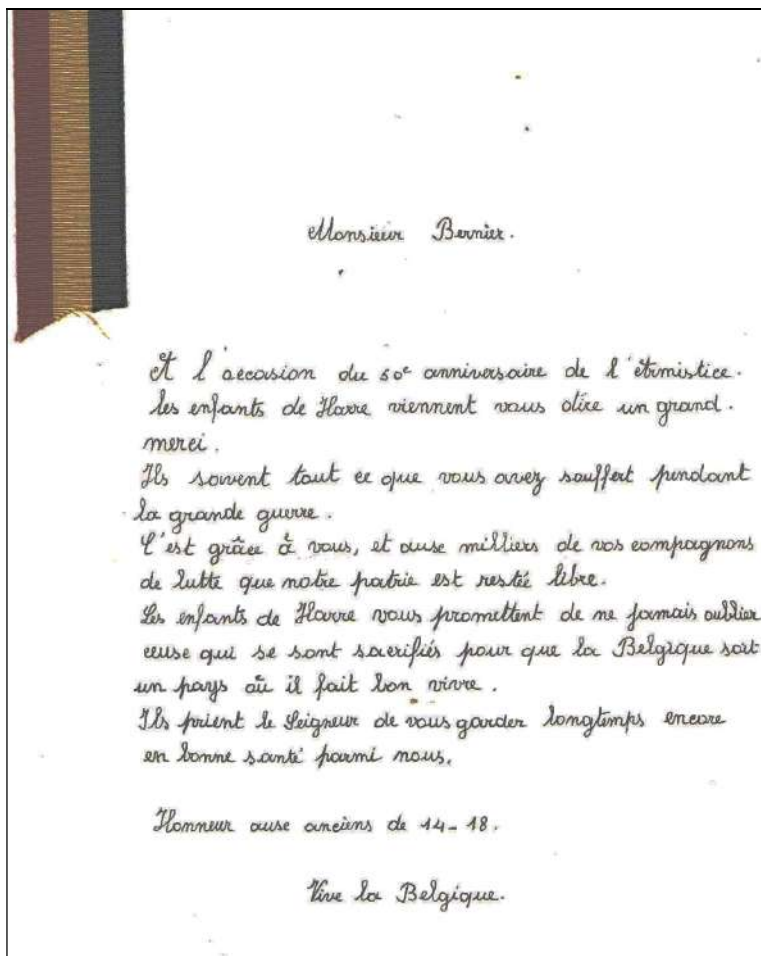 Monsieur Bernier.
A l'occasion du 50e anniversaire de l'Armistice.
les enfants de Harre viennent vous dire un grand.
merci.
Ils savent tout ce que vous avez souffert pendant
la grande guerre.
C'est grâce à vous, et aux milliers de vos compagnons
de lutte que notre patrie est restée libre.
Les enfants de Harre vous promettent de ne jamais oublier
ceux qui se sont sacrifiés pour que la Belgique soit
un pays où il fait bon vivre.
Ils prient le Seigneur de vous garder longtemps encore
en bonne santé parmi nous.
Honneur aux anciens de 14-18.
Vive la Belgique.